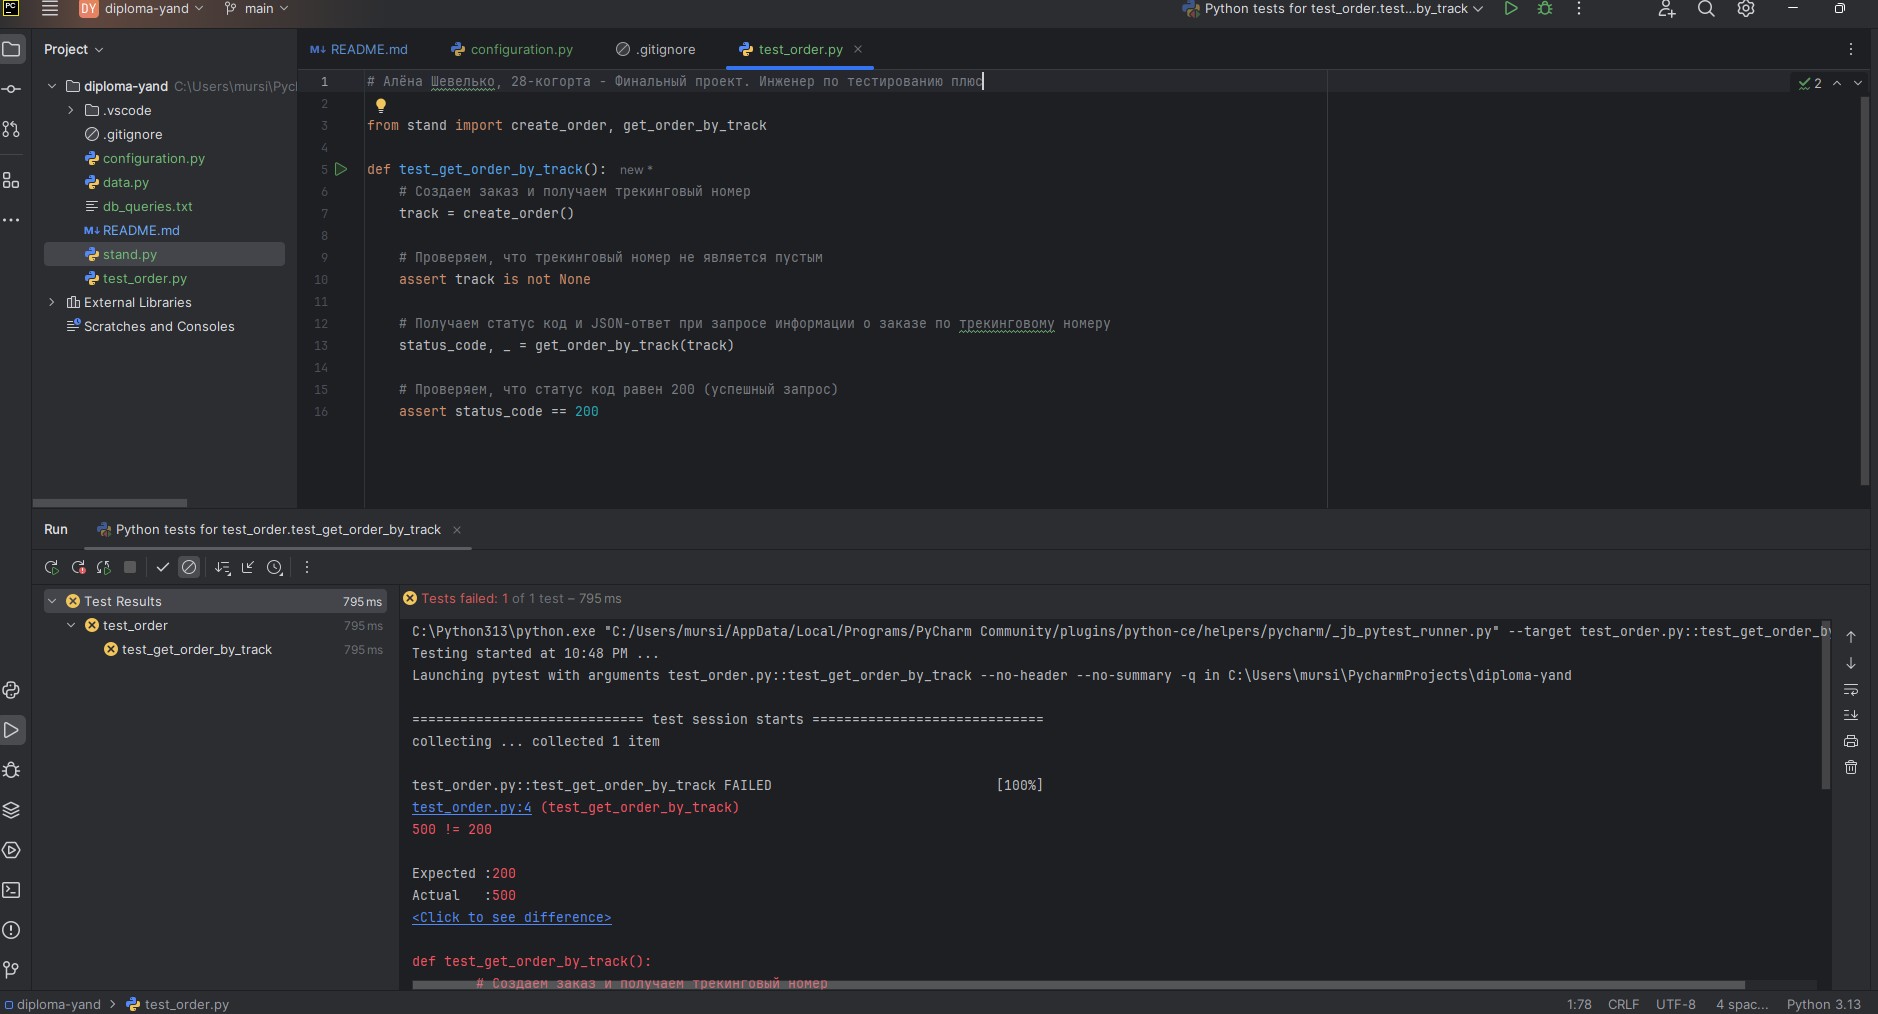 PC
DY diploma-yand
main
Python tests for test_order.test...by_track
Project
README.md
configuration.py
.gitignore
test_order.py
diploma-yand C:\Users\mursi\Pyc
.vscode
.gitignore
configuration.py
data.py
db_queries.txt
README.md
stand.py
test_order.py
External Libraries
Scratches and Consoles
1 # Алёна Шевелько, 28-когорта - Финальный проект. Инженер по тестированию плюс
2
3 from stand import create_order, get_order_by_track
4
5 def test_get_order_by_track(): new *
6 # Создаем заказ и получаем трекинговый номер
7 track = create_order()
8
9 # Проверяем, что трекинговый номер не является пустым
10 assert track is not None
11
12 # Получаем статус код и JSON-ответ при запросе информации о заказе по трекинговому номеру
13 status_code, _ = get_order_by_track(track)
14
15 # Проверяем, что статус код равен 200 (успешный запрос)
16 assert status_code == 200
2
Run Python tests for test_order.test_get_order_by_track
Test Results 795 ms
test_order 795 ms
test_get_order_by_track 795 ms
Tests failed: 1 of 1 test – 795 ms
C:\Python313\python.exe "C:/Users/mursi/AppData/Local/Programs/PyCharm Community/plugins/python-ce/helpers/pycharm/_jb_pytest_runner.py" --target test_order.py::test_get_order_by
Testing started at 10:48 PM ...
Launching pytest with arguments test_order.py::test_get_order_by_track --no-header --no-summary -q in C:\Users\mursi\PycharmProjects\diploma-yand
============================= test session starts =============================
collecting ... collected 1 item
test_order.py::test_get_order_by_track FAILED [100%]
test_order.py:4 (test_get_order_by_track)
500 != 200
Expected :200
Actual :500
<Click to see difference>
def test_get_order_by_track():
# Создаем заказ и получаем трекинговый номер
diploma-yand > test_order.py
1:78 CRLF UTF-8 4 spac... Python 3.13